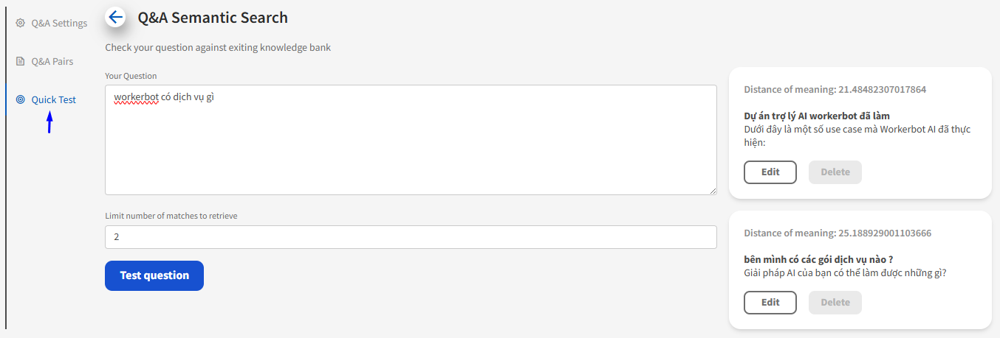 Q&A Settings
Q&A Pairs
Quick Test
Q&A Semantic Search
Check your question against exiting knowledge bank
Your Question
workerbot có dịch vụ gì
Limit number of matches to retrieve
2
Test question
Distance of meaning: 21.48482307017864
Dự án trợ lý AI workerbot đã làm
Dưới đây là một số use case mà Workerbot AI đã thực
hiện:
Edit Delete
Distance of meaning: 25.188929001103666
bên mình có các gói dịch vụ nào ?
Giải pháp AI của bạn có thể làm được những gì?
Edit Delete